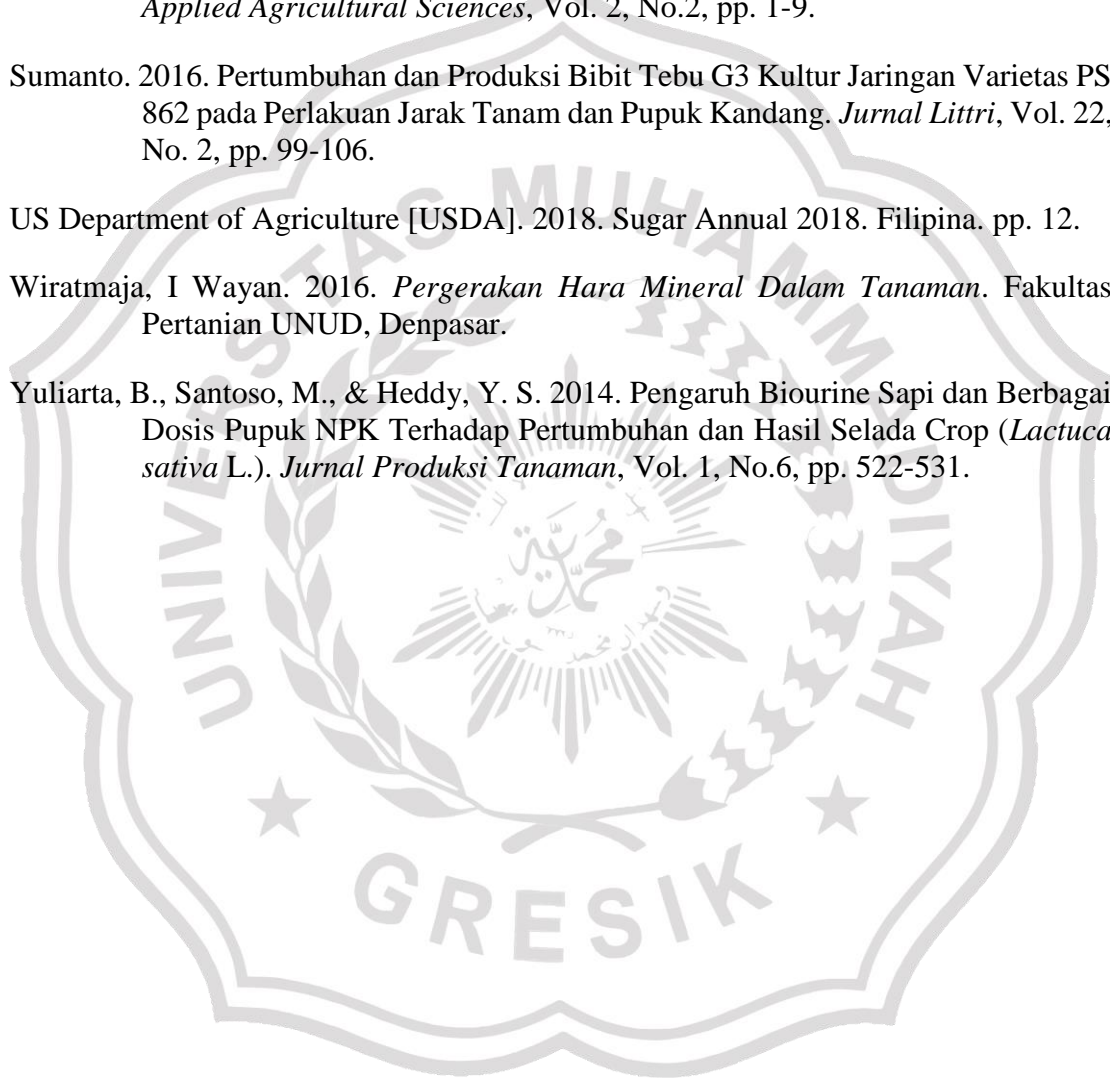 Applied Agricultural Sciences, Vol. 2, No.2, pp. 1-9.
Sumanto. 2016. Pertumbuhan dan Produksi Bibit Tebu G3 Kultur Jaringan Varietas PS
862 pada Perlakuan Jarak Tanam dan Pupuk Kandang. Jurnal Littri, Vol. 22,
No. 2, pp. 99-106.
US Department of Agriculture [USDA]. 2018. Sugar Annual 2018. Filipina. pp. 12.
Wiratmaja, I Wayan. 2016. Pergerakan Hara Mineral Dalam Tanaman. Fakultas
Pertanian UNUD, Denpasar.
Yuliarta, B., Santoso, M., & Heddy, Y. S. 2014. Pengaruh Biourine Sapi dan Berbagai
Dosis Pupuk NPK Terhadap Pertumbuhan dan Hasil Selada Crop (Lactuca
sativa L.). Jurnal Produksi Tanaman, Vol. 1, No.6, pp. 522-531.
UNIVERSITAS MUHAMMADIYAH
محمدية
GRESIK